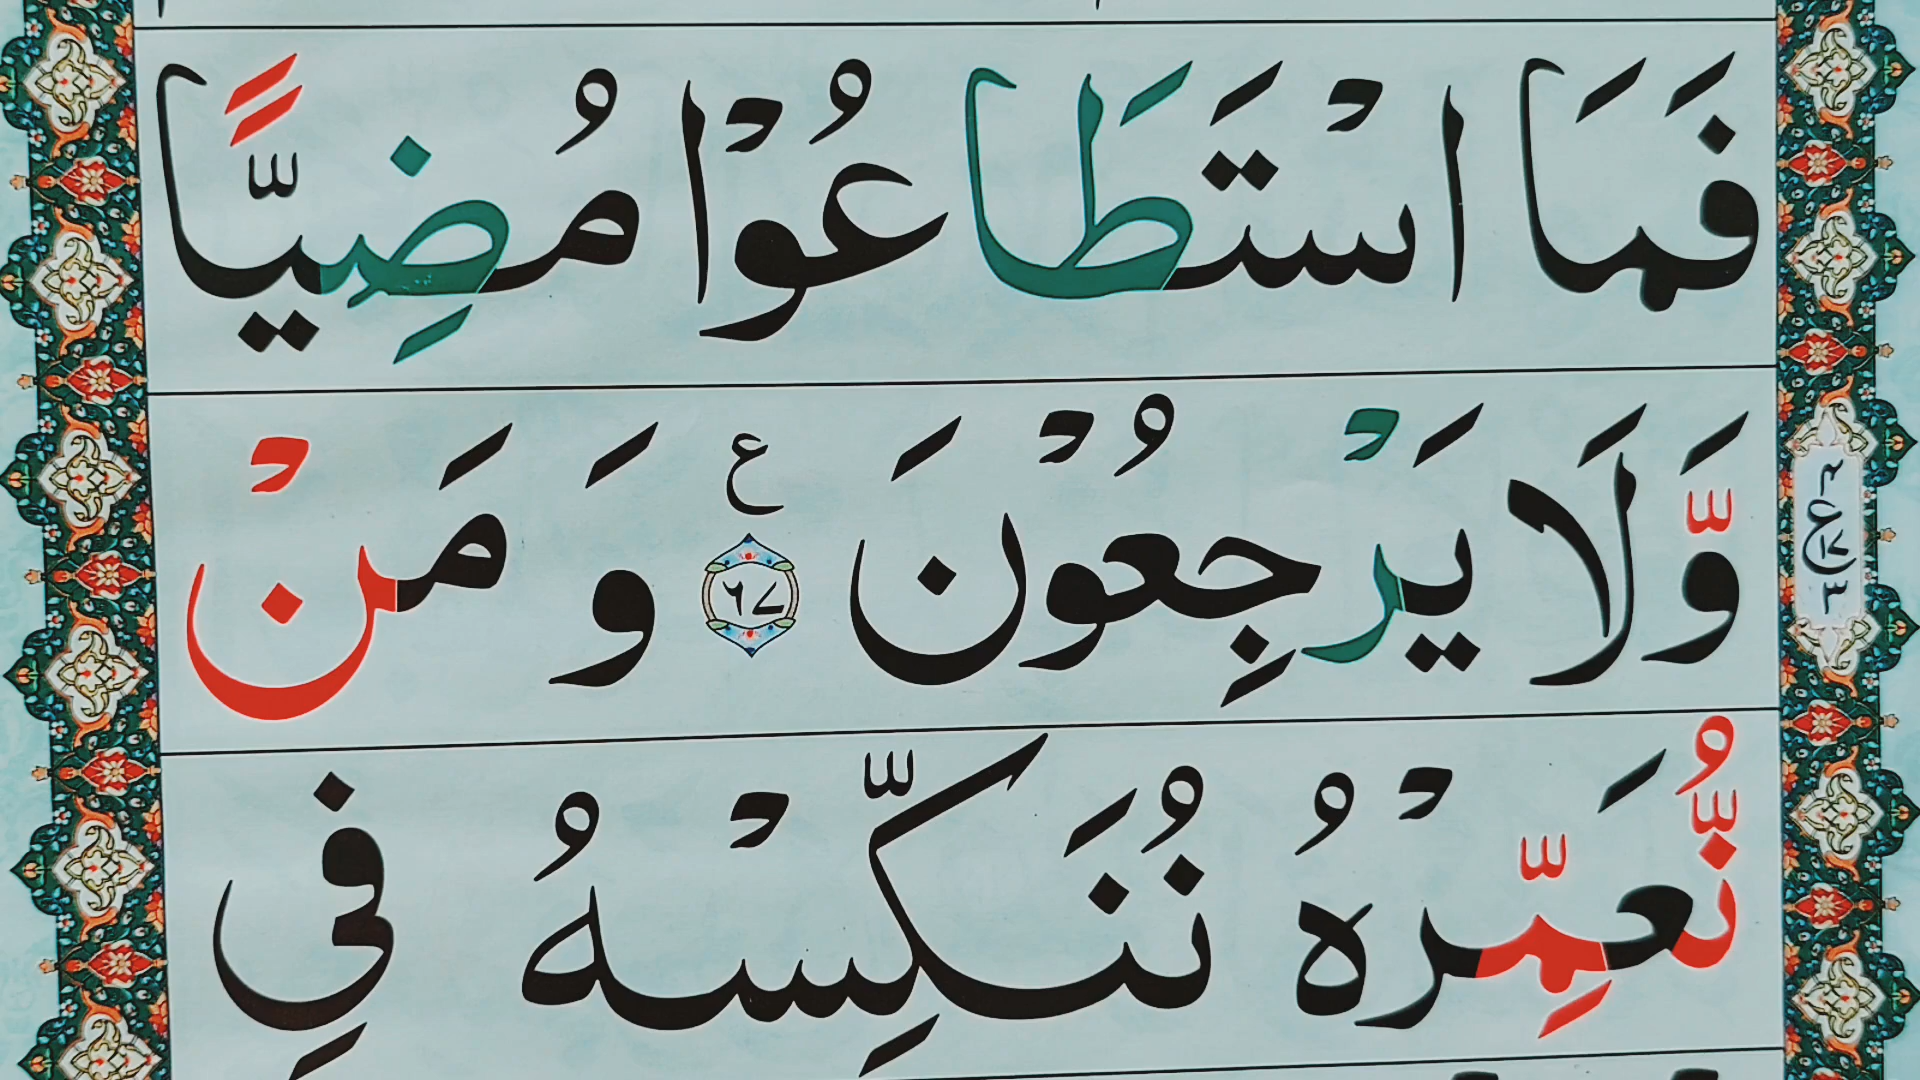 فَمَا اسْتَطَاعُوْا مُضِيًّا
وَّلَا يَرْجِعُوْنَ ع ٦٧ وَ مَنْ
نُّعَمِّرْهُ نُنَكِّسْهُ فِي